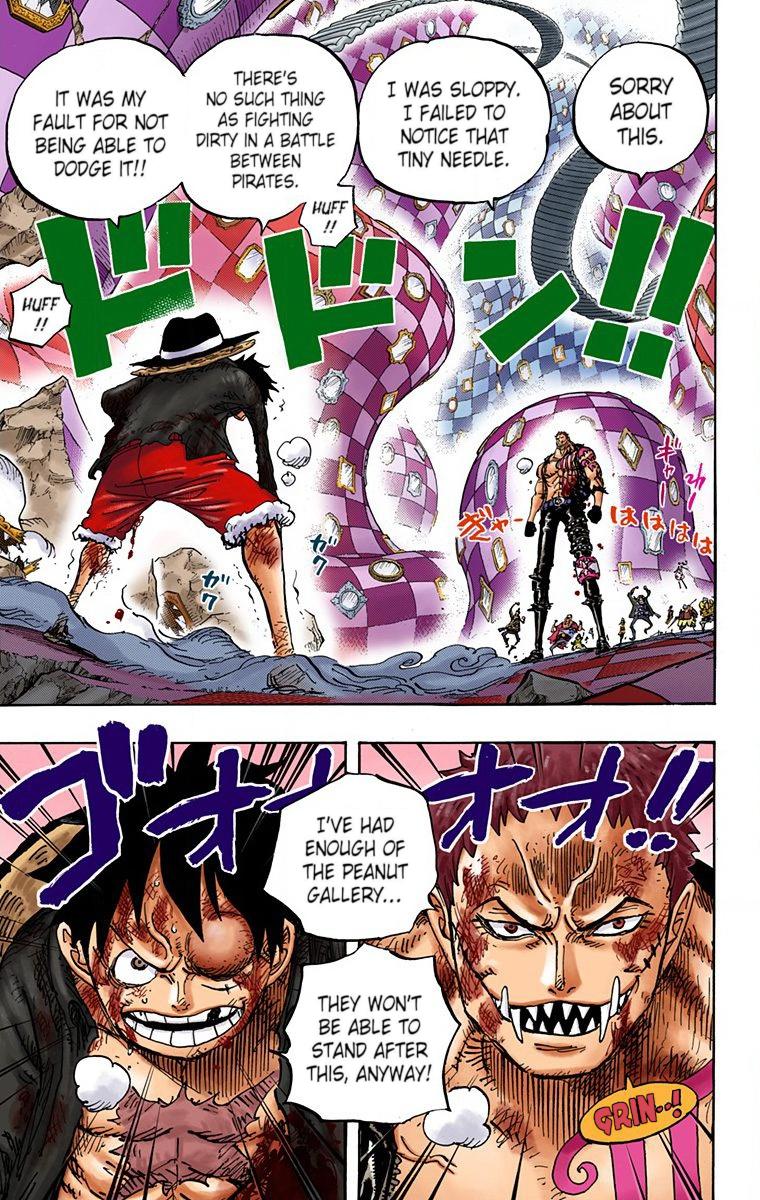 SORRY
ABOUT
THIS.
I WAS SLOPPY.
I FAILED TO
NOTICE THAT
TINY NEEDLE.
THERE'S
NO SUCH THING
AS FIGHTING
DIRTY IN A BATTLE
BETWEEN
PIRATES.
IT WAS MY
FAULT FOR NOT
BEING ABLE TO
DODGE IT!!
HUFF
!!
HUFF
!!
ドドン!!
ギャー
ギャー
はははは
ガク
ガク
ゴオオオオ!!
I'VE HAD
ENOUGH OF
THE PEANUT
GALLERY...
THEY WON'T
BE ABLE TO
STAND AFTER
THIS, ANYWAY!
GRIN··!